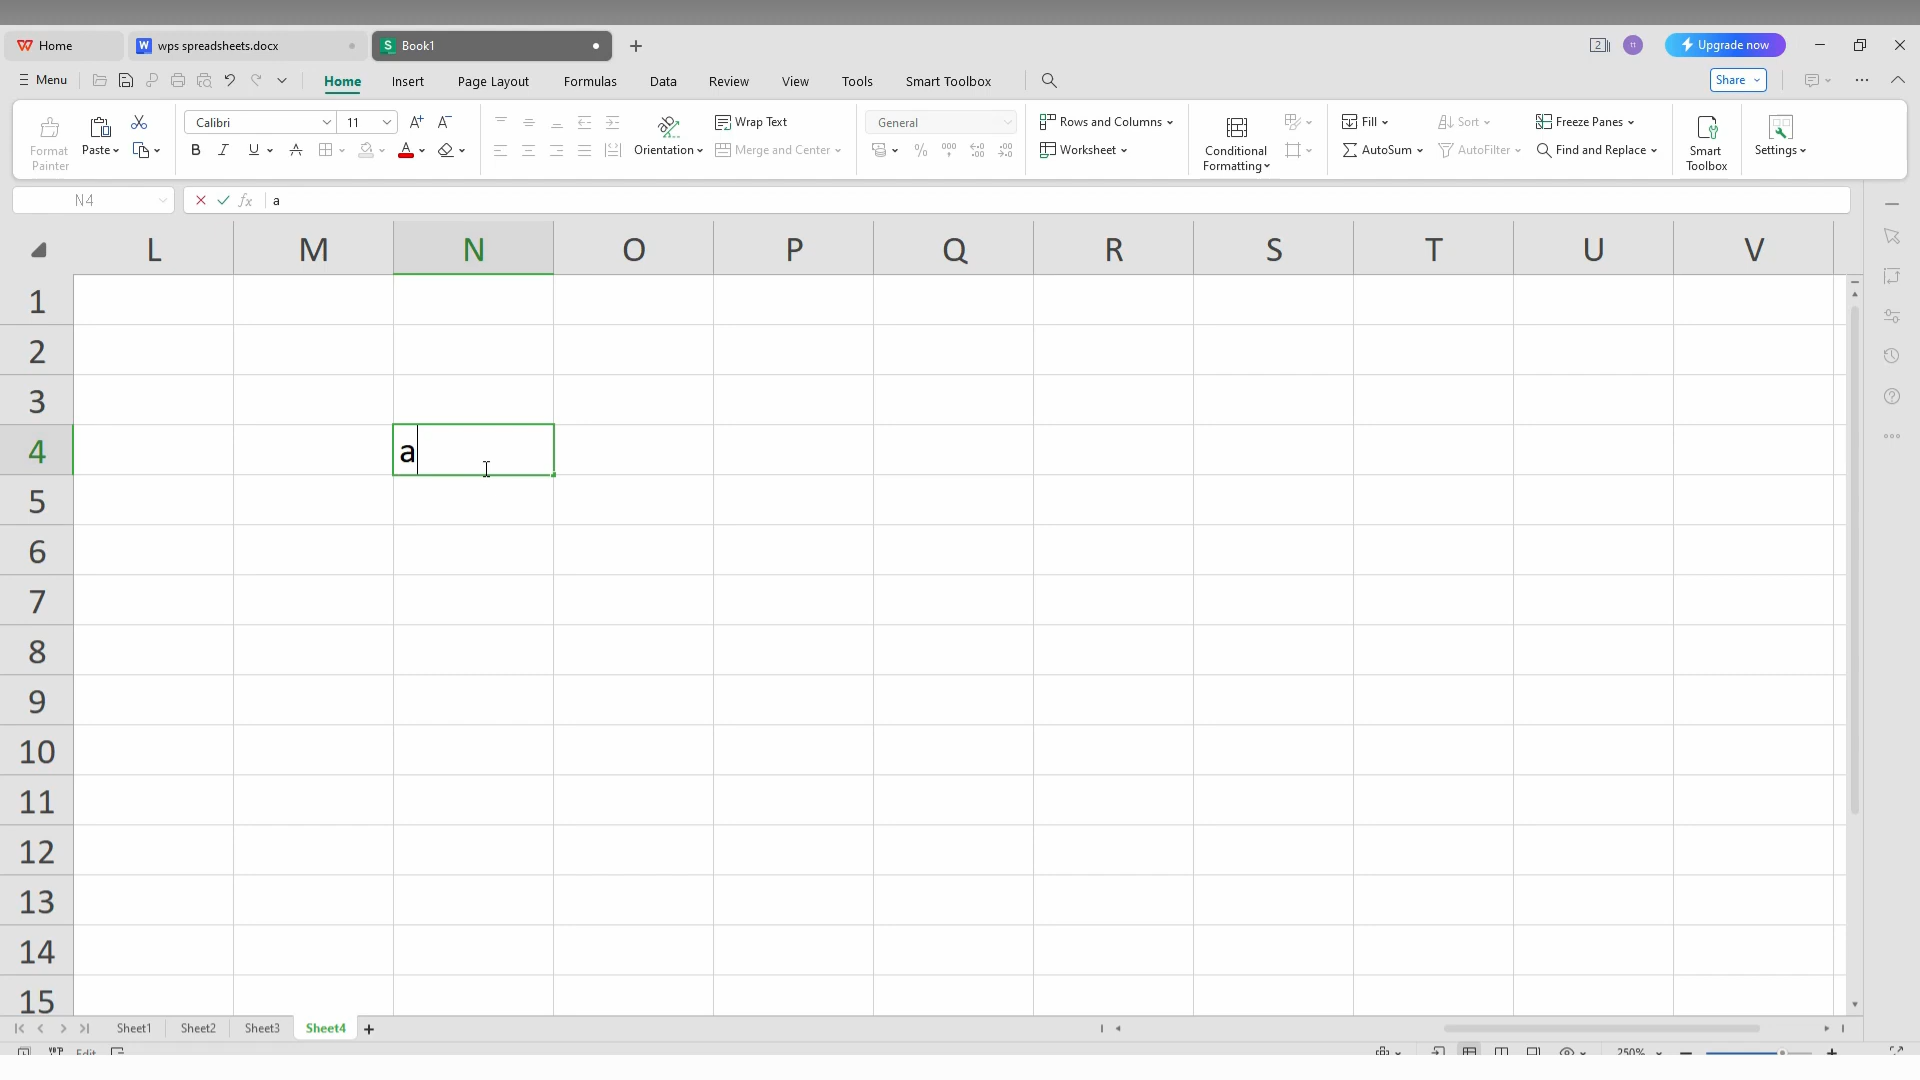 Home wps spreadsheets.docx Book1 Upgrade now
Menu Home Insert Page Layout Formulas Data Review View Tools Smart Toolbox Share
Format Painter Paste Calibri 11 Wrap Text General Rows and Columns Fill Sort Freeze Panes
B I U A Orientation Merge and Center Worksheet Conditional Formatting AutoSum AutoFilter Find and Replace Smart Toolbox Settings
N4 fx a
L M N O P Q R S T U V
1
2
3
4 a
5
6
7
8
9
10
11
12
13
14
15
Sheet1 Sheet2 Sheet3 Sheet4
Edit 250%